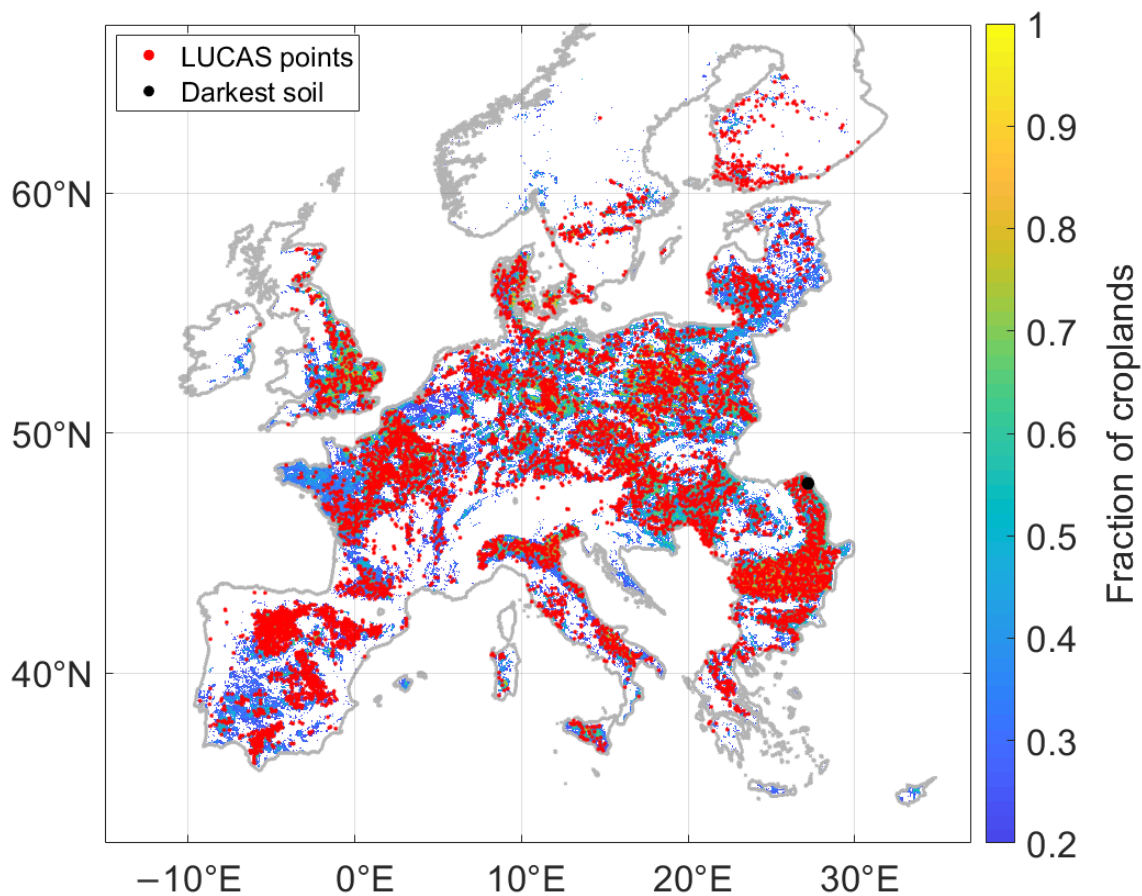 LUCAS points
Darkest soil
60°N
50°N
40°N
−10°E
0°E
10°E
20°E
30°E
1
0.9
0.8
0.7
0.6
0.5
0.4
0.3
0.2
Fraction of croplands